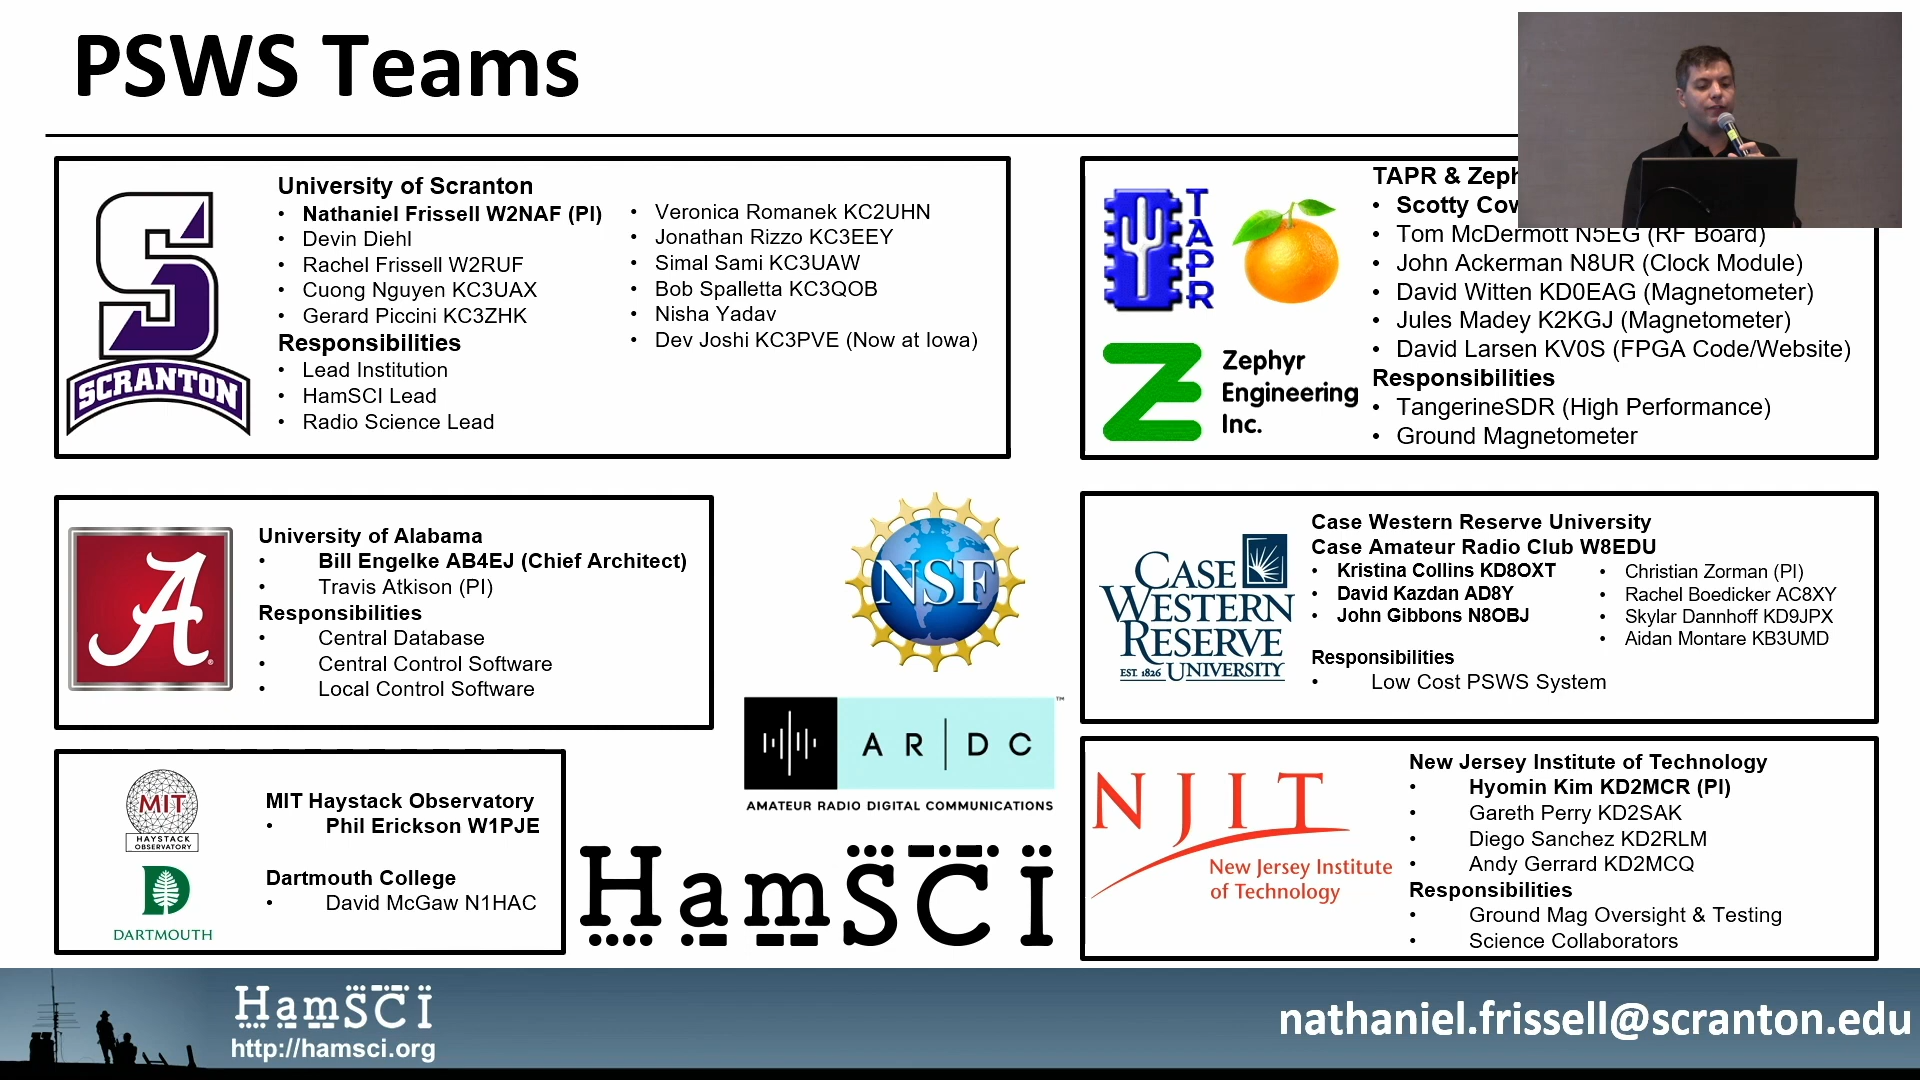 PSWS Teams
SCRANTON
University of Scranton
• Nathaniel Frissell W2NAF (PI)
• Devin Diehl
• Rachel Frissell W2RUF
• Cuong Nguyen KC3UAX
• Gerard Piccini KC3ZHK
Responsibilities
• Lead Institution
• HamSCI Lead
• Radio Science Lead
• Veronica Romanek KC2UHN
• Jonathan Rizzo KC3EEY
• Simal Sami KC3UAW
• Bob Spalletta KC3QOB
• Nisha Yadav
• Dev Joshi KC3PVE (Now at Iowa)
TAPR
Zephyr
Engineering
Inc.
TAPR &
• Scotty
• Tom McDermott N5EG (RF Board)
• John Ackerman N8UR (Clock Module)
• David Witten KD0EAG (Magnetometer)
• Jules Madey K2KGJ (Magnetometer)
• David Larsen KV0S (FPGA Code/Website)
Responsibilities
• TangerineSDR (High Performance)
• Ground Magnetometer
A
University of Alabama
• Bill Engelke AB4EJ (Chief Architect)
• Travis Atkison (PI)
Responsibilities
• Central Database
• Central Control Software
• Local Control Software
NSF
CASE
WESTERN
RESERVE
EST. 1826 UNIVERSITY
Case Western Reserve University
Case Amateur Radio Club W8EDU
• Kristina Collins KD8OXT
• David Kazdan AD8Y
• John Gibbons N8OBJ
• Christian Zorman (PI)
• Rachel Boedicker AC8XY
• Skylar Dannhoff KD9JPX
• Aidan Montare KB3UMD
Responsibilities
• Low Cost PSWS System
ARDC™
AMATEUR RADIO DIGITAL COMMUNICATIONS
MIT
HAYSTACK
OBSERVATORY
MIT Haystack Observatory
• Phil Erickson W1PJE
DARTMOUTH
Dartmouth College
• David McGaw N1HAC
HamSCI
NJIT
New Jersey Institute
of Technology
New Jersey Institute of Technology
• Hyomin Kim KD2MCR (PI)
• Gareth Perry KD2SAK
• Diego Sanchez KD2RLM
• Andy Gerrard KD2MCQ
Responsibilities
• Ground Mag Oversight & Testing
• Science Collaborators
HamSCI
http://hamsci.org
nathaniel.frissell@scranton.edu